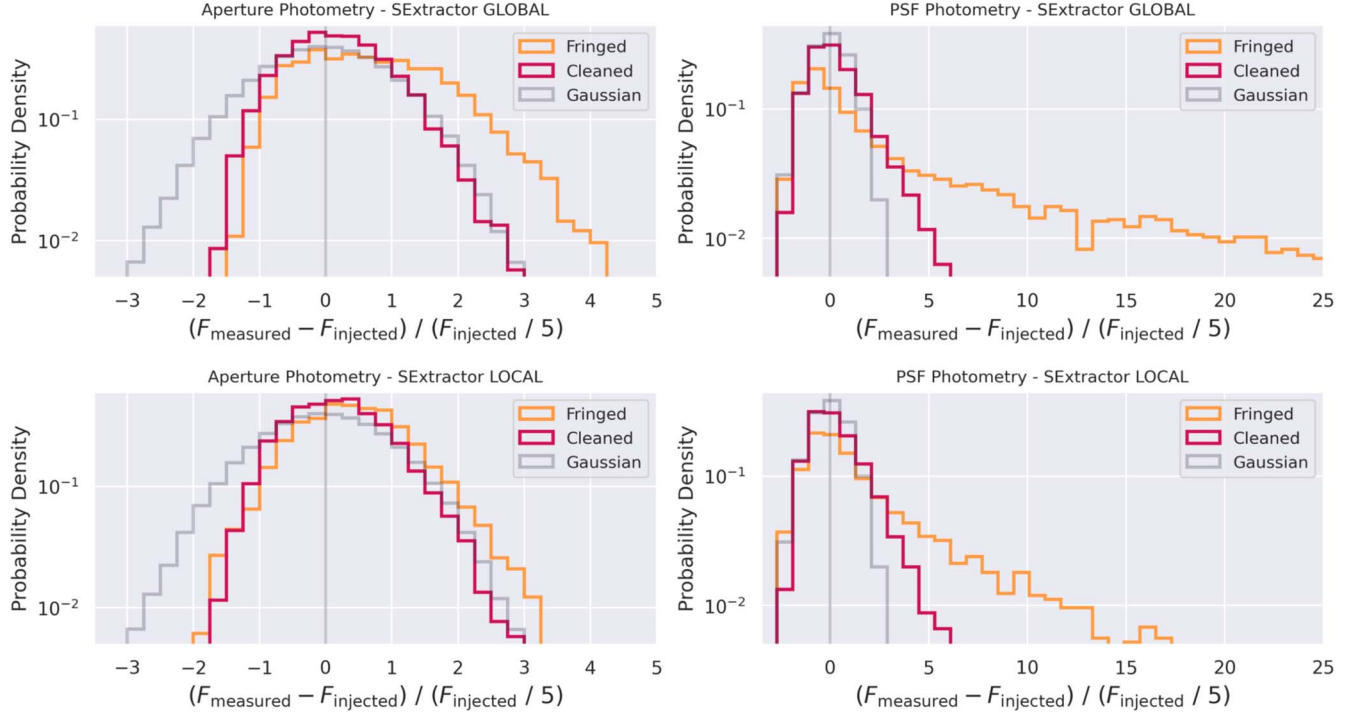 Aperture Photometry - SExtractor GLOBAL
Fringed
Cleaned
Gaussian
Probability Density
10⁻¹
10⁻²
−3 −2 −1 0 1 2 3 4 5
(F_measured − F_injected) / (F_injected / 5)
PSF Photometry - SExtractor GLOBAL
Fringed
Cleaned
Gaussian
Probability Density
10⁻¹
10⁻²
0 5 10 15 20 25
(F_measured − F_injected) / (F_injected / 5)
Aperture Photometry - SExtractor LOCAL
Fringed
Cleaned
Gaussian
Probability Density
10⁻¹
10⁻²
−3 −2 −1 0 1 2 3 4 5
(F_measured − F_injected) / (F_injected / 5)
PSF Photometry - SExtractor LOCAL
Fringed
Cleaned
Gaussian
Probability Density
10⁻¹
10⁻²
0 5 10 15 20 25
(F_measured − F_injected) / (F_injected / 5)